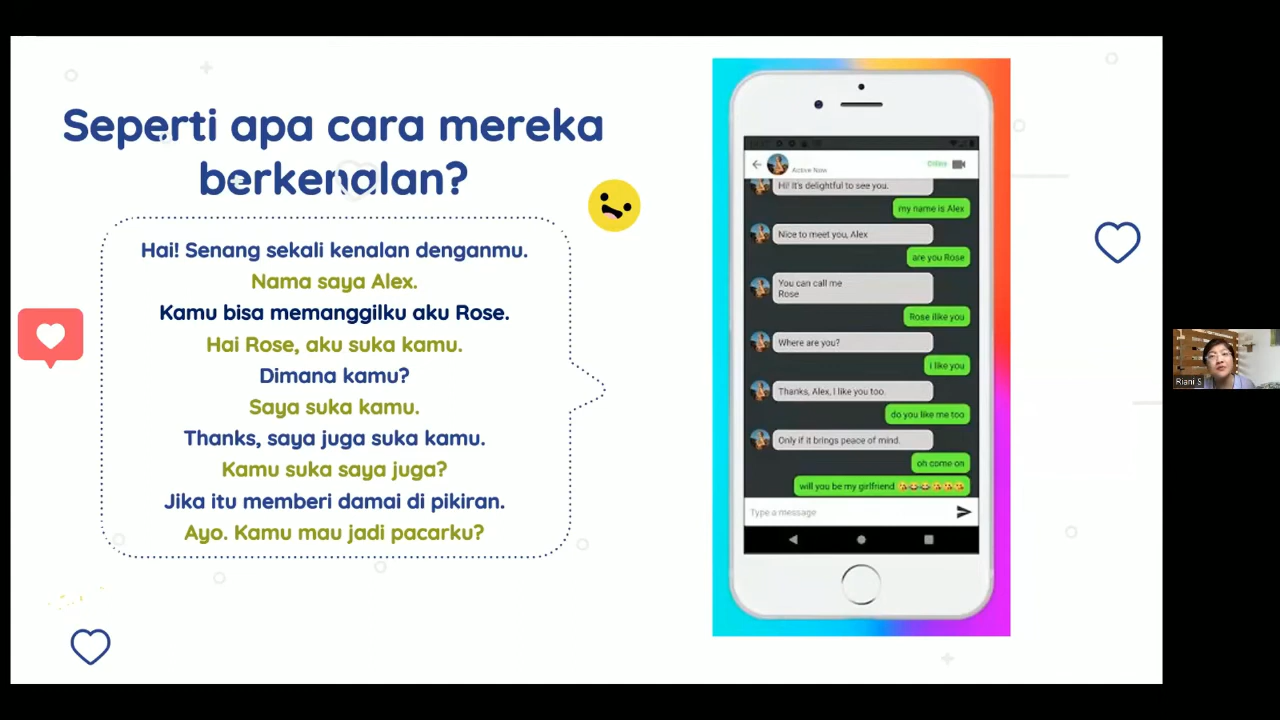 Seperti apa cara mereka
berkenalan?
Hai! Senang sekali kenalan denganmu.
Nama saya Alex.
Kamu bisa memanggilku aku Rose.
Hai Rose, aku suka kamu.
Dimana kamu?
Saya suka kamu.
Thanks, saya juga suka kamu.
Kamu suka saya juga?
Jika itu memberi damai di pikiran.
Ayo. Kamu mau jadi pacarku?
Active Now
Hi! It's delightful to see you.
my name is Alex
Nice to meet you, Alex
are you Rose
You can call me
Rose
Rose ilike you
Where are you?
i like you
Thanks, Alex, I like you too.
do you like me too
Only if it brings peace of mind.
oh come on
will you be my girlfriend
Type a message
Riani S